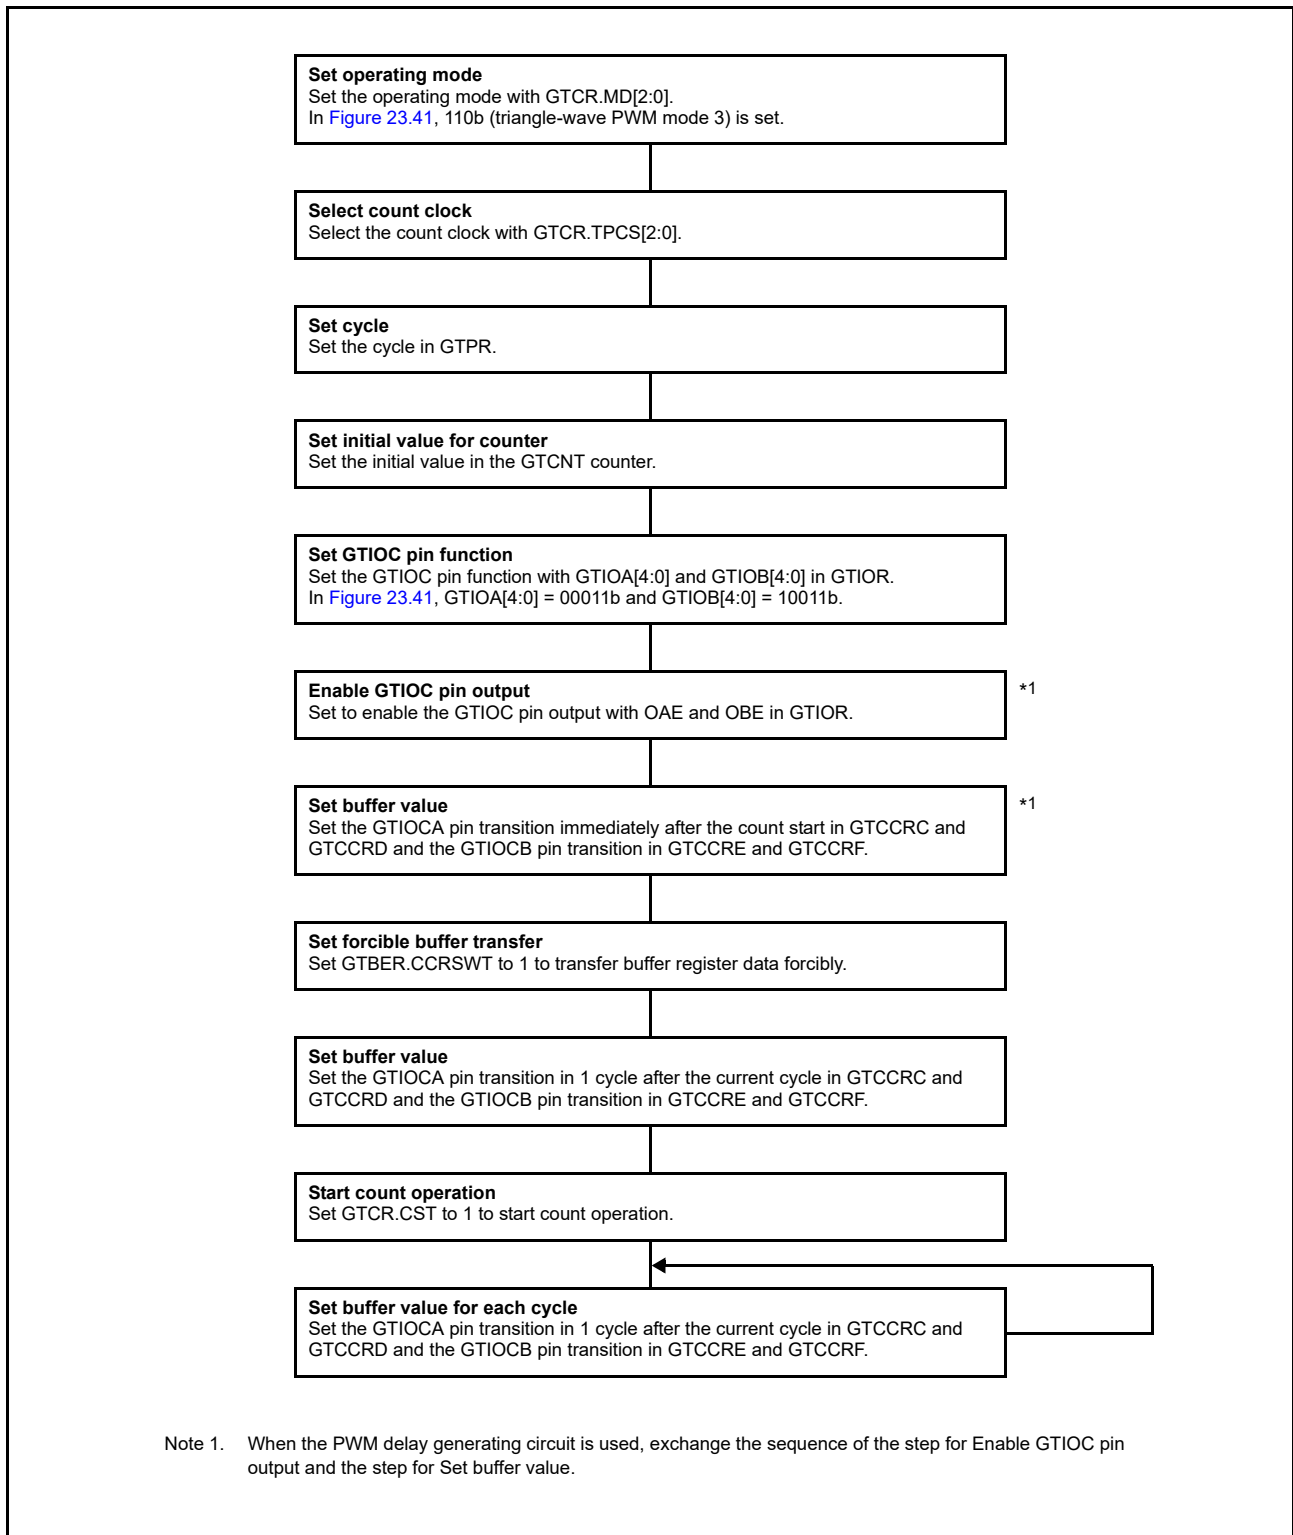 Set operating mode
Set the operating mode with GTCR.MD[2:0].
In Figure 23.41, 110b (triangle-wave PWM mode 3) is set.
Select count clock
Select the count clock with GTCR.TPCS[2:0].
Set cycle
Set the cycle in GTPR.
Set initial value for counter
Set the initial value in the GTCNT counter.
Set GTIOC pin function
Set the GTIOC pin function with GTIOA[4:0] and GTIOB[4:0] in GTIOR.
In Figure 23.41, GTIOA[4:0] = 00011b and GTIOB[4:0] = 10011b.
Enable GTIOC pin output
*1
Set to enable the GTIOC pin output with OAE and OBE in GTIOR.
Set buffer value
*1
Set the GTIOCA pin transition immediately after the count start in GTCCRC and
GTCCRD and the GTIOCB pin transition in GTCCRE and GTCCRF.
Set forcible buffer transfer
Set GTBER.CCRSWT to 1 to transfer buffer register data forcibly.
Set buffer value
Set the GTIOCA pin transition in 1 cycle after the current cycle in GTCCRC and
GTCCRD and the GTIOCB pin transition in GTCCRE and GTCCRF.
Start count operation
Set GTCR.CST to 1 to start count operation.
Set buffer value for each cycle
Set the GTIOCA pin transition in 1 cycle after the current cycle in GTCCRC and
GTCCRD and the GTIOCB pin transition in GTCCRE and GTCCRF.
Note 1. When the PWM delay generating circuit is used, exchange the sequence of the step for Enable GTIOC pin
output and the step for Set buffer value.